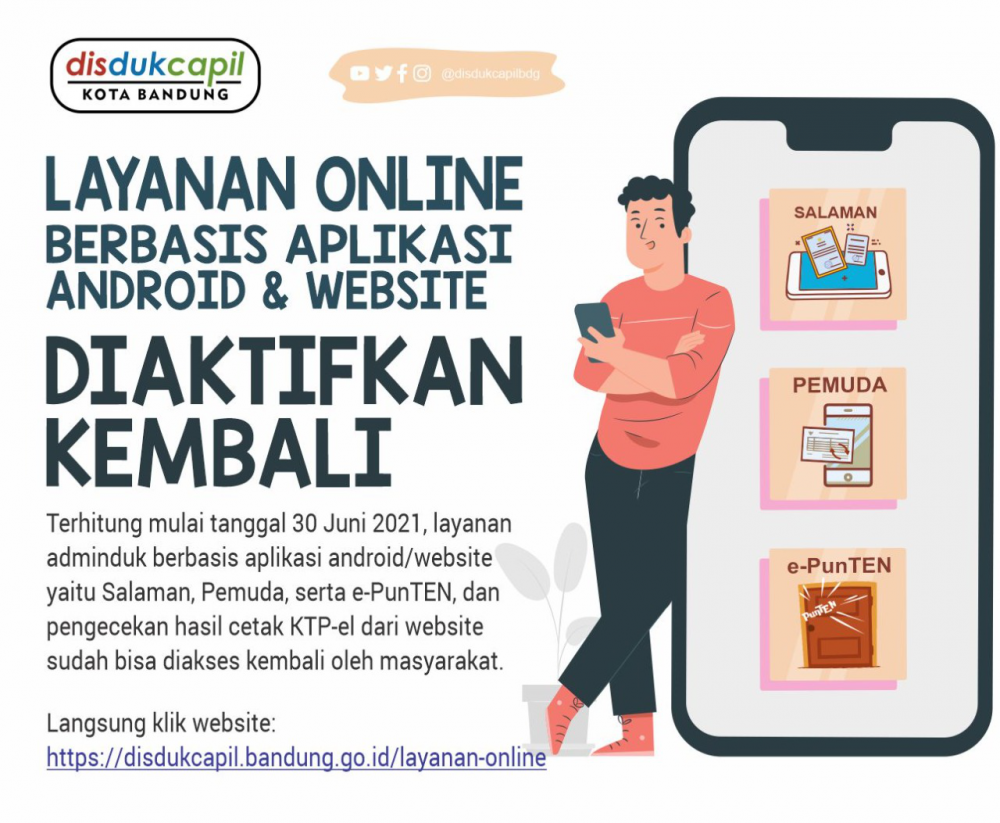 disdukcapil
KOTA BANDUNG
@disdukcapilbdg
LAYANAN ONLINE
BERBASIS APLIKASI
ANDROID & WEBSITE
DIAKTIFKAN
KEMBALI
Terhitung mulai tanggal 30 Juni 2021, layanan
adminduk berbasis aplikasi android/website
yaitu Salaman, Pemuda, serta e-PunTEN, dan
pengecekan hasil cetak KTP-el dari website
sudah bisa diakses kembali oleh masyarakat.
Langsung klik website:
https://disdukcapil.bandung.go.id/layanan-online
SALAMAN
PEMUDA
e-PunTEN
PunTEN